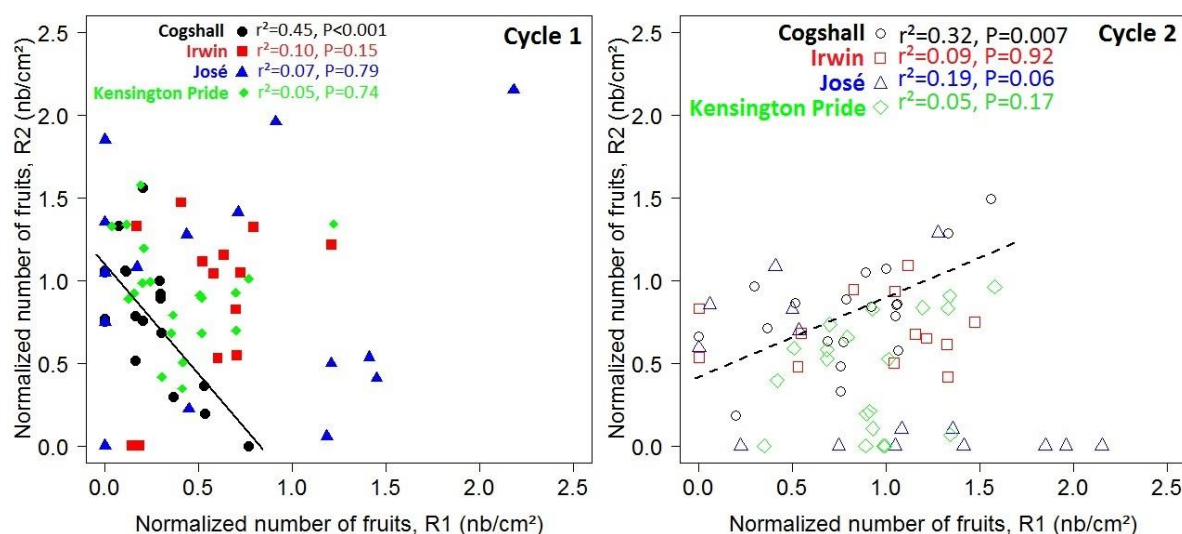 Cogshall ● r²=0.45, P<0.001
Cycle 1
Irwin ■ r²=0.10, P=0.15
José ▲ r²=0.07, P=0.79
Kensington Pride ◆ r²=0.05, P=0.74
Normalized number of fruits, R2 (nb/cm²)
2.5
2.0
1.5
1.0
0.5
0.0
0.0 0.5 1.0 1.5 2.0 2.5
Normalized number of fruits, R1 (nb/cm²)
Cogshall ○ r²=0.32, P=0.007
Cycle 2
Irwin □ r²=0.09, P=0.92
José △ r²=0.19, P=0.06
Kensington Pride ◇ r²=0.05, P=0.17
Normalized number of fruits, R2 (nb/cm²)
2.5
2.0
1.5
1.0
0.5
0.0
0.0 0.5 1.0 1.5 2.0 2.5
Normalized number of fruits, R1 (nb/cm²)